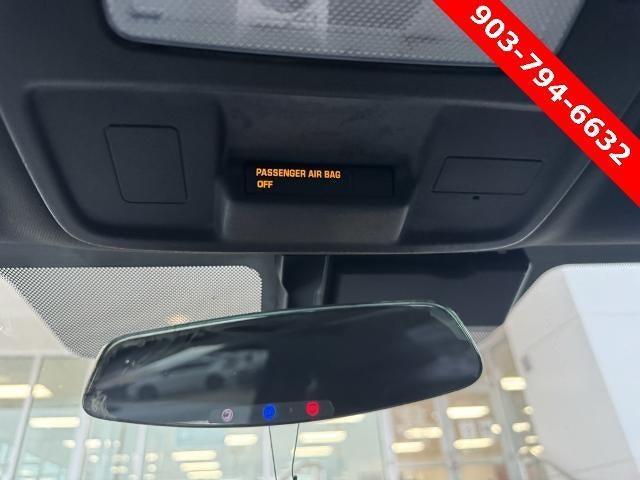 903-794-6632
PASSENGER AIR BAG
OFF